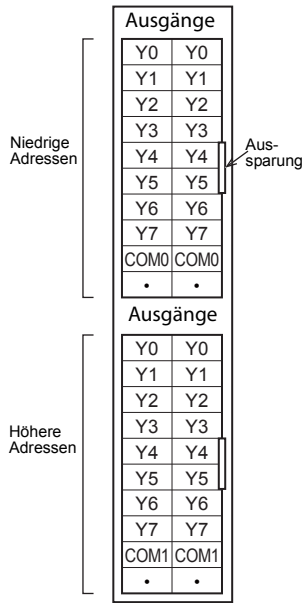 Ausgänge
Y0 Y0
Y1 Y1
Y2 Y2
Y3 Y3
Y4 Y4
Y5 Y5
Y6 Y6
Y7 Y7
COM0 COM0
• •
Niedrige
Adressen
Aus-
sparung
Ausgänge
Y0 Y0
Y1 Y1
Y2 Y2
Y3 Y3
Y4 Y4
Y5 Y5
Y6 Y6
Y7 Y7
COM1 COM1
• •
Höhere
Adressen